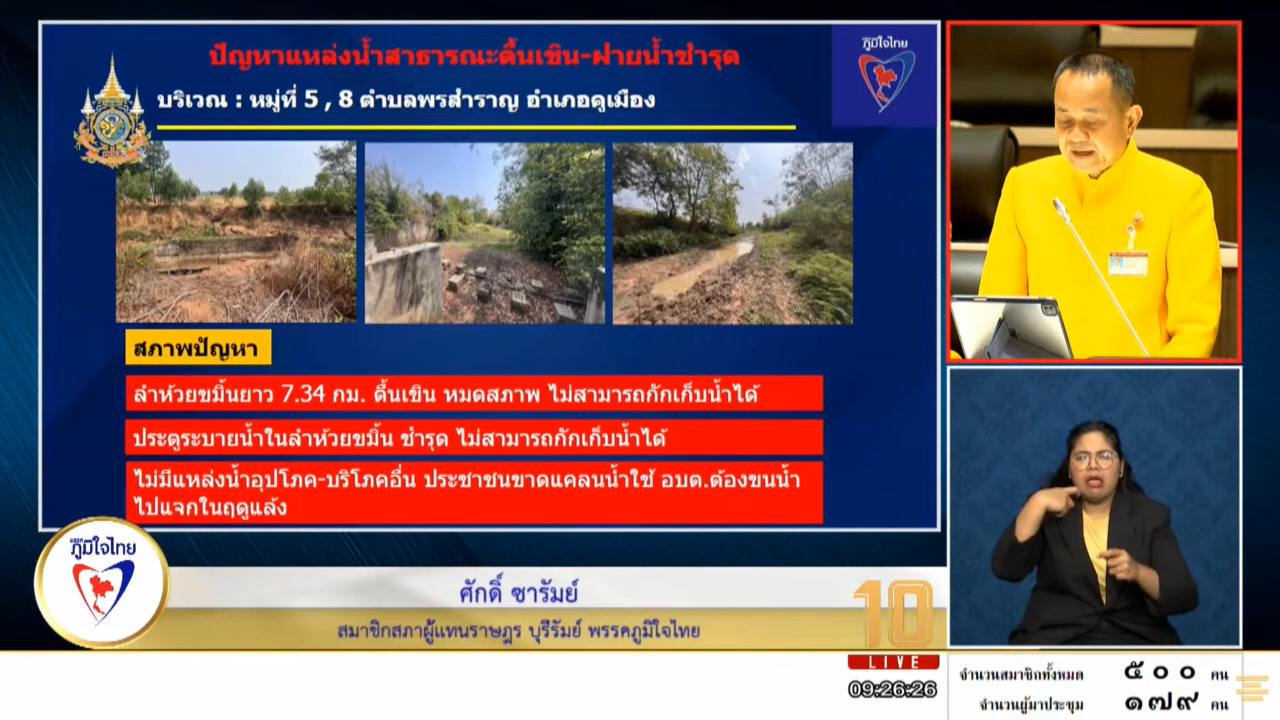 ปัญหาแหล่งน้ำสาธารณะตื้นเขิน-ฝายน้ำชำรุด
ภูมิใจไทย
บริเวณ : หมู่ที่ 5 , 8 ตำบลพรสำราญ อำเภอคูเมือง
สภาพปัญหา
ลำห้วยขมิ้นยาว 7.34 กม. ตื้นเขิน หมดสภาพ ไม่สามารถกักเก็บน้ำได้
ประตูระบายน้ำในลำห้วยขมิ้น ชำรุด ไม่สามารถกักเก็บน้ำได้
ไม่มีแหล่งน้ำอุปโภค-บริโภคอื่น ประชาชนขาดแคลนน้ำใช้ อบต.ต้องขนน้ำ
ไปแจกในฤดูแล้ง
พรรค
ภูมิใจไทย
ศักดิ์ ซารัมย์
สมาชิกสภาผู้แทนราษฎร บุรีรัมย์ พรรคภูมิใจไทย
10
LIVE
09:26:26
จำนวนสมาชิกทั้งหมด ๕๐๐ คน
จำนวนผู้มาประชุม ๑๗๙ คน